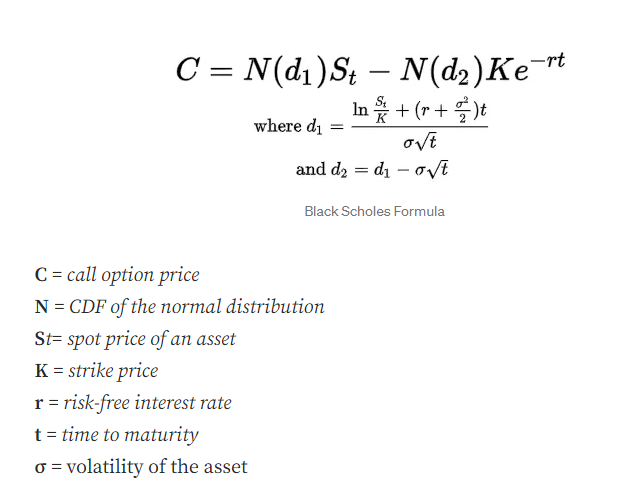 C = N(d₁)Sₜ − N(d₂)Ke⁻ʳᵗ
where d₁ = (ln Sₜ/K + (r + σ²/2)t) / σ√t
and d₂ = d₁ − σ√t
Black Scholes Formula
C = call option price
N = CDF of the normal distribution
St= spot price of an asset
K = strike price
r = risk-free interest rate
t = time to maturity
σ = volatility of the asset